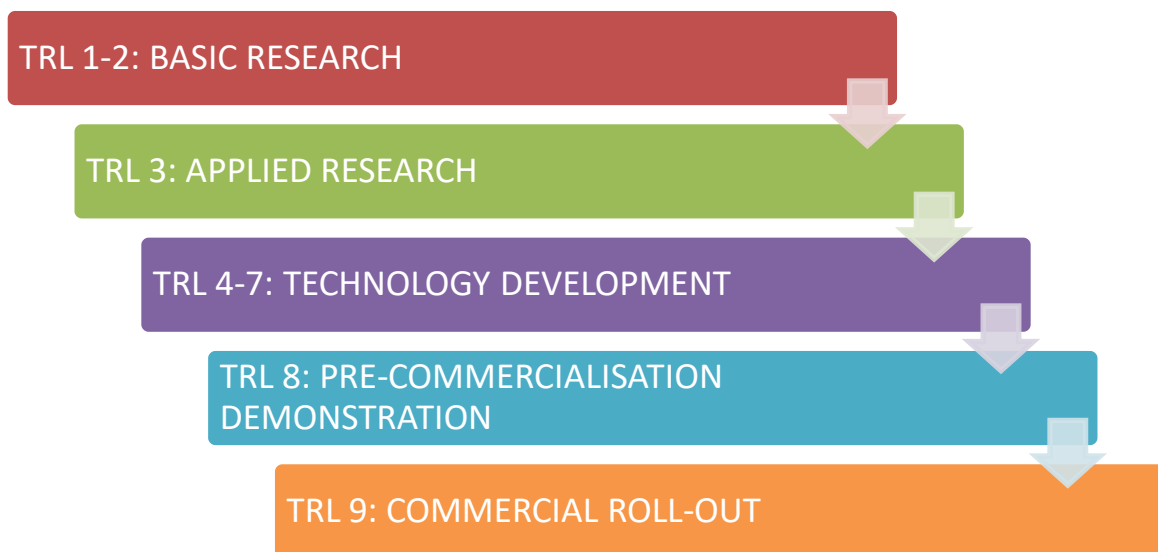 TRL 1-2: BASIC RESEARCH
TRL 3: APPLIED RESEARCH
TRL 4-7: TECHNOLOGY DEVELOPMENT
TRL 8: PRE-COMMERCIALISATION
DEMONSTRATION
TRL 9: COMMERCIAL ROLL-OUT